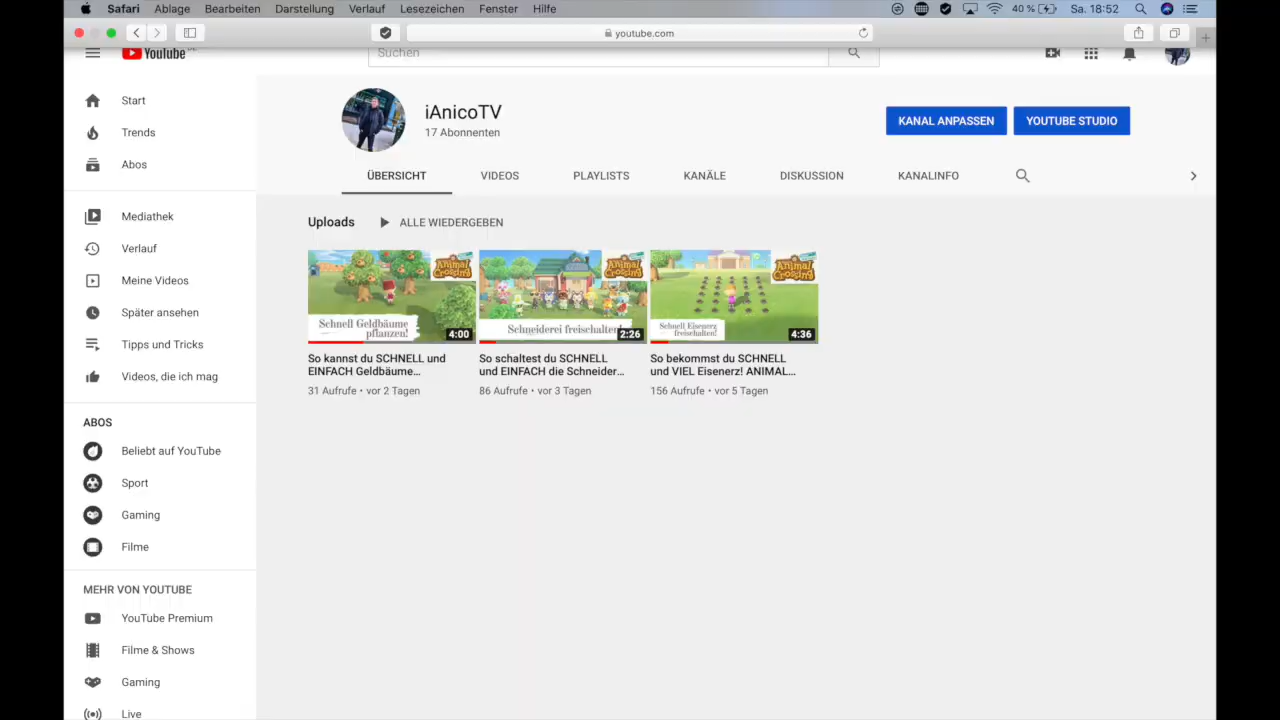 Safari Ablage Bearbeiten Darstellung Verlauf Lesezeichen Fenster Hilfe 40 % Sa. 18:52
youtube.com
YouTube
Suchen
Start
Trends
Abos
Mediathek
Verlauf
Meine Videos
Später ansehen
Tipps und Tricks
Videos, die ich mag
ABOS
Beliebt auf YouTube
Sport
Gaming
Filme
MEHR VON YOUTUBE
YouTube Premium
Filme & Shows
Gaming
Live
iAnicoTV
17 Abonnenten
KANAL ANPASSEN YOUTUBE STUDIO
ÜBERSICHT VIDEOS PLAYLISTS KANÄLE DISKUSSION KANALINFO
Uploads ALLE WIEDERGEBEN
Animal Crossing
Schnell Geldbäume
pflanzen!
4:00
So kannst du SCHNELL und
EINFACH Geldbäume...
31 Aufrufe • vor 2 Tagen
Animal Crossing
Schneiderei freischalten!
2:26
So schaltest du SCHNELL
und EINFACH die Schneider...
86 Aufrufe • vor 3 Tagen
Animal Crossing
Schnell Eisenerz
freischalten!
4:36
So bekommst du SCHNELL
und VIEL Eisenerz! ANIMAL...
156 Aufrufe • vor 5 Tagen